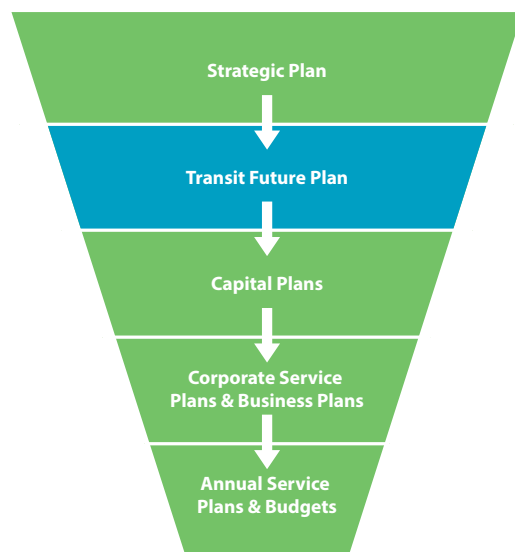 Strategic Plan
Transit Future Plan
Capital Plans
Corporate Service
Plans & Business Plans
Annual Service
Plans & Budgets